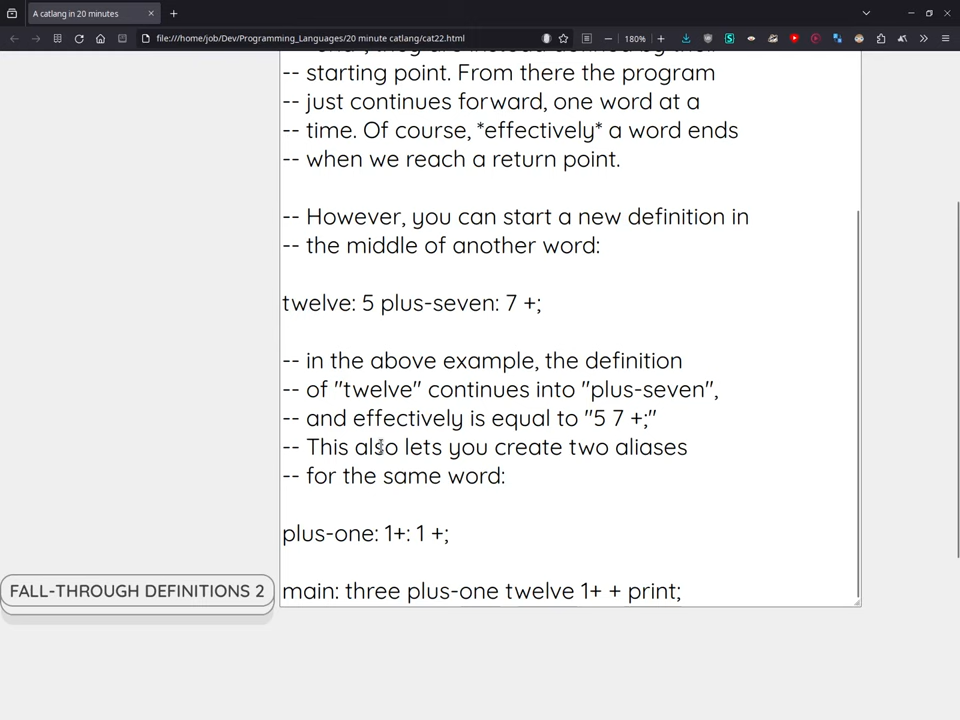 A catlang in 20 minutes
file:///home/job/Dev/Programming_Languages/20 minute catlang/cat22.html
180%
-- starting point. From there the program
-- just continues forward, one word at a
-- time. Of course, *effectively* a word ends
-- when we reach a return point.
-- However, you can start a new definition in
-- the middle of another word:
twelve: 5 plus-seven: 7 +;
-- in the above example, the definition
-- of "twelve" continues into "plus-seven",
-- and effectively is equal to "5 7 +;"
-- This also lets you create two aliases
-- for the same word:
plus-one: 1+: 1 +;
main: three plus-one twelve 1+ + print;
FALL-THROUGH DEFINITIONS 2